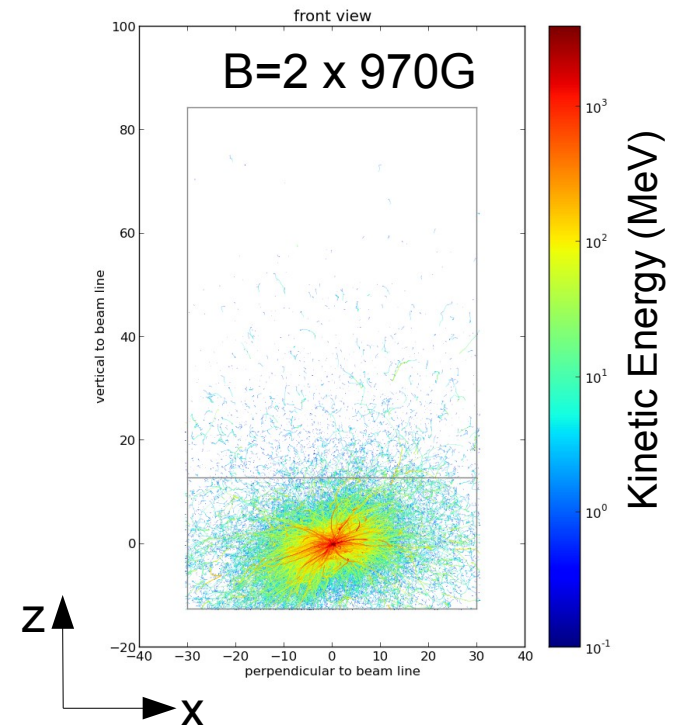 front view
B=2 x 970G
100
80
60
40
20
0
−20
vertical to beam line
−40 −30 −20 −10 0 10 20 30 40
perpendicular to beam line
10³
10²
10¹
10⁰
10⁻¹
Kinetic Energy (MeV)
Z
X